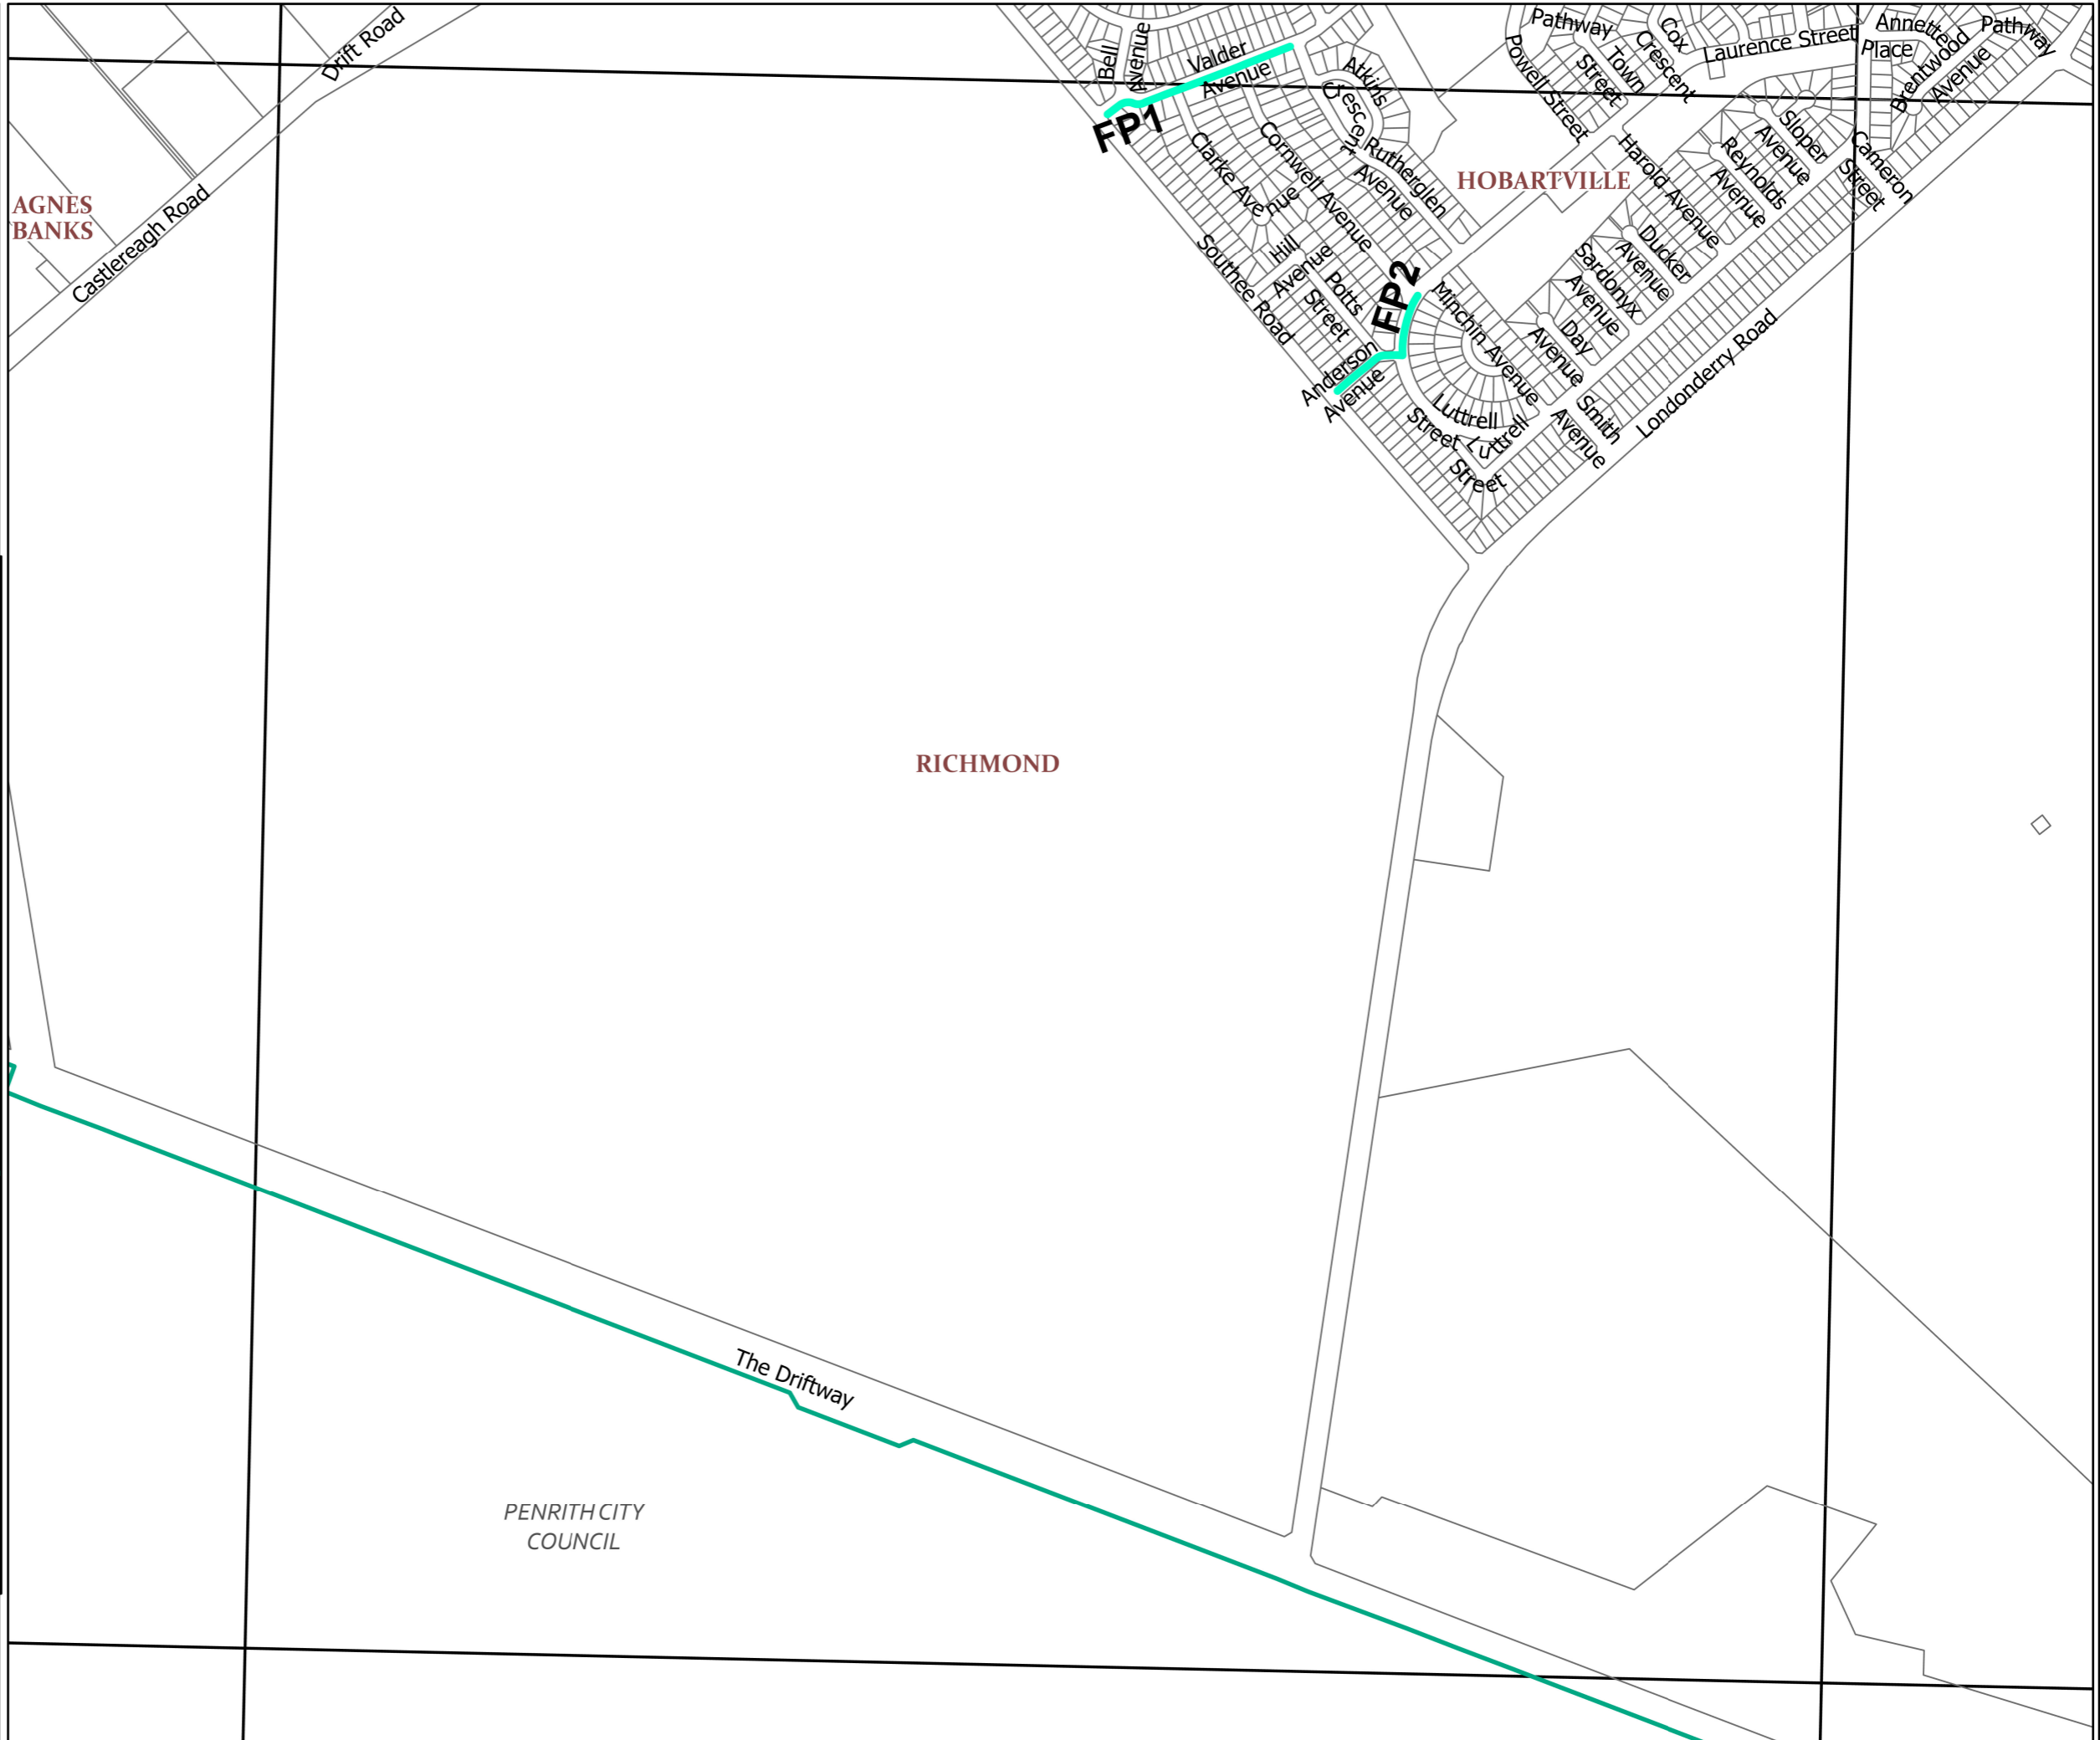 Drift Road
Castlereagh Road
AGNES
BANKS
Bell
Avenue
Valder
Avenue
FP1
Atkins
Crescent
Clarke Avenue
Cornwell Avenue
Rutherglen
Avenue
Southee Road
Hill
Avenue
Potts
Street
FP2
Anderson
Avenue
Minchin Avenue
Luttrell
Street
Luttrell
Street
HOBARTVILLE
Pathway
Powell Street
Town
Street
Cox
Crescent
Laurence Street
Annette
Place
Brentwood
Avenue
Pathway
Sloper
Avenue
Reynolds
Avenue
Cameron
Street
Harold Avenue
Ducker
Avenue
Sardonyx
Avenue
Day
Avenue
Smith
Avenue
Londonderry Road
RICHMOND
The Driftway
PENRITH CITY
COUNCIL